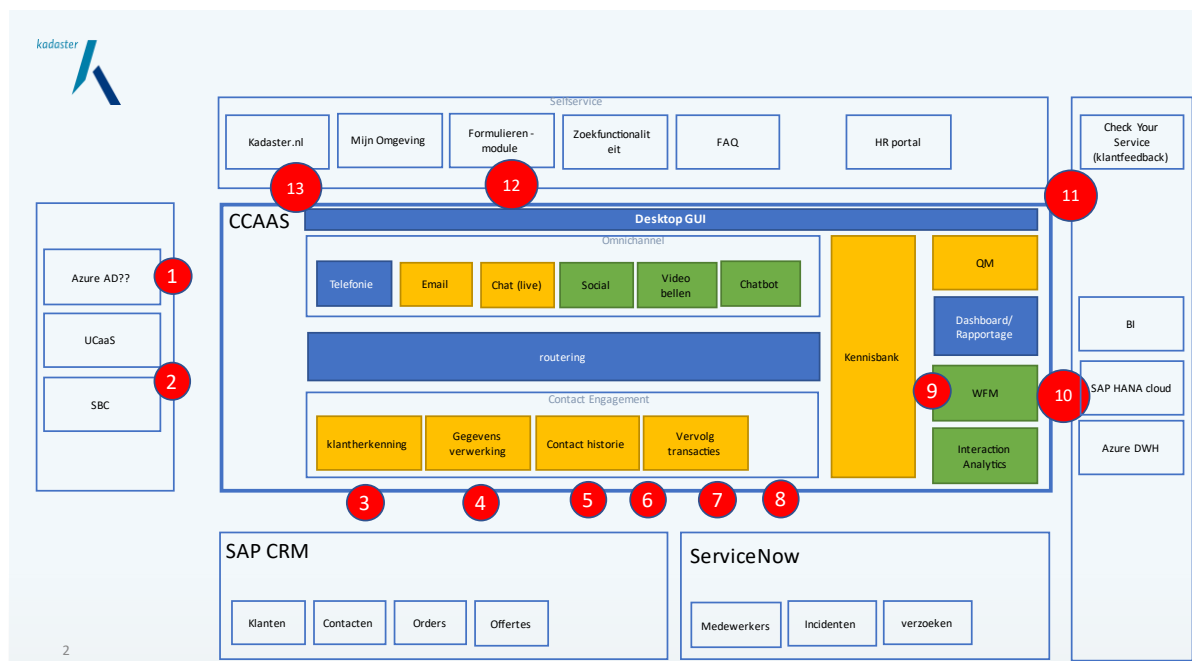 kadaster
Selfservice
Kadaster.nl
Mijn Omgeving
Formulieren -
module
Zoekfunctionalit
eit
FAQ
HR portal
Check Your
Service
(klantfeedback)
13
12
11
CCAAS
Desktop GUI
Omnichannel
Azure AD??
1
UCaaS
2
SBC
Telefonie
Email
Chat (live)
Social
Video
bellen
Chatbot
routering
Kennisbank
QM
Dashboard/
Rapportage
9
WFM
10
Interaction
Analytics
BI
SAP HANA cloud
Azure DWH
Contact Engagement
klantherkenning
Gegevens
verwerking
Contact historie
Vervolg
transacties
3
4
5
6
7
8
SAP CRM
Klanten
Contacten
Orders
Offertes
ServiceNow
Medewerkers
Incidenten
verzoeken
2